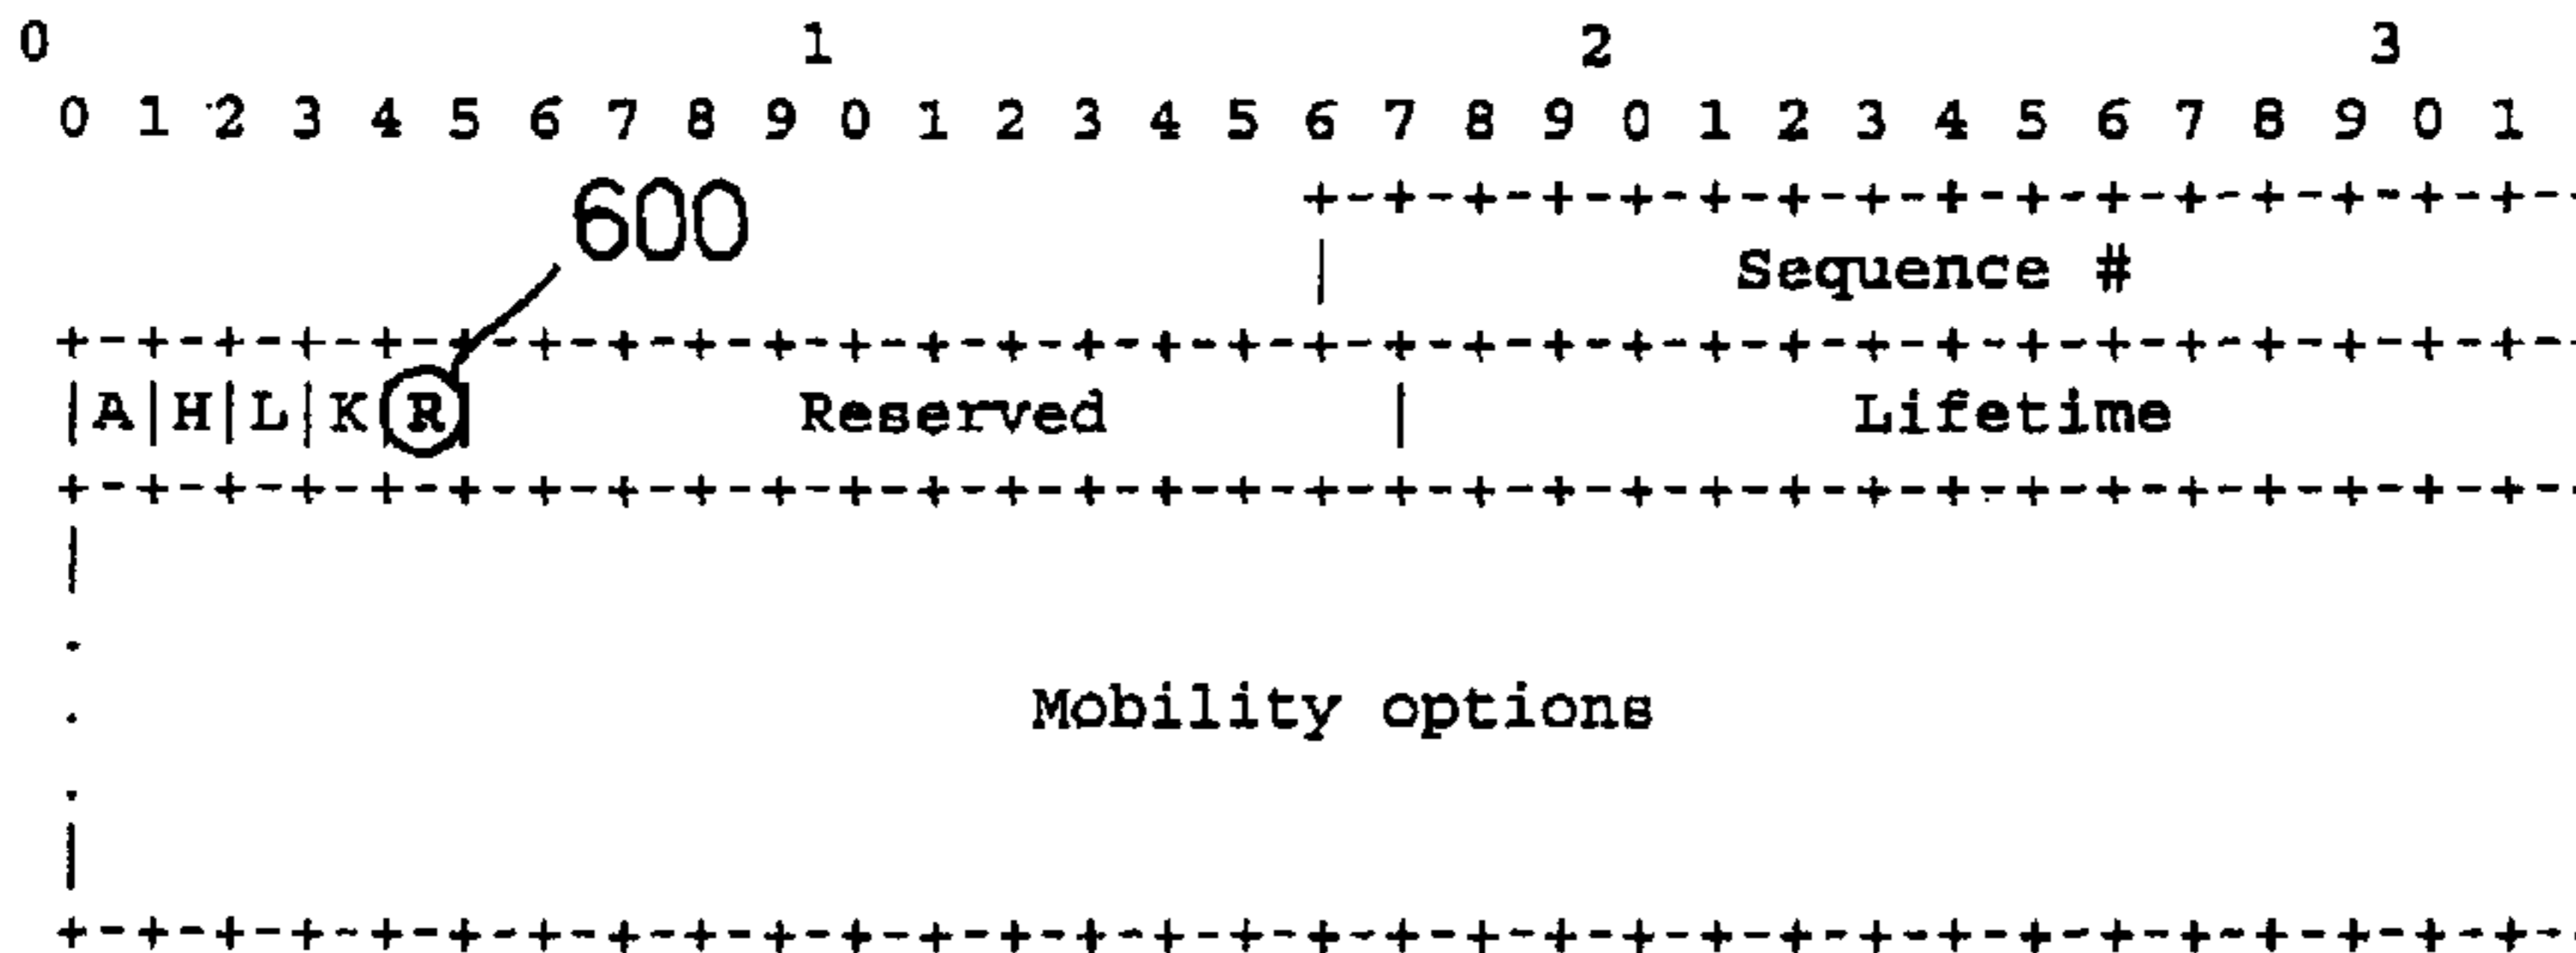 0 1 2 3
0 1 2 3 4 5 6 7 8 9 0 1 2 3 4 5 6 7 8 9 0 1 2 3 4 5 6 7 8 9 0 1
+-+-+-+-+-+-+-+-+-+-+-+-+-+-+-+-
600
| Sequence #
+-+-+-+-+-+-+-+-+-+-+-+-+-+-+-+-+-+-+-+-+-+-+-+-+-+-+-+-+-+-+-+-
|A|H|L|K|R| Reserved | Lifetime
+-+-+-+-+-+-+-+-+-+-+-+-+-+-+-+-+-+-+-+-+-+-+-+-+-+-+-+-+-+-+-+-
|
.
. Mobility options
.
|
+-+-+-+-+-+-+-+-+-+-+-+-+-+-+-+-+-+-+-+-+-+-+-+-+-+-+-+-+-+-+-+-